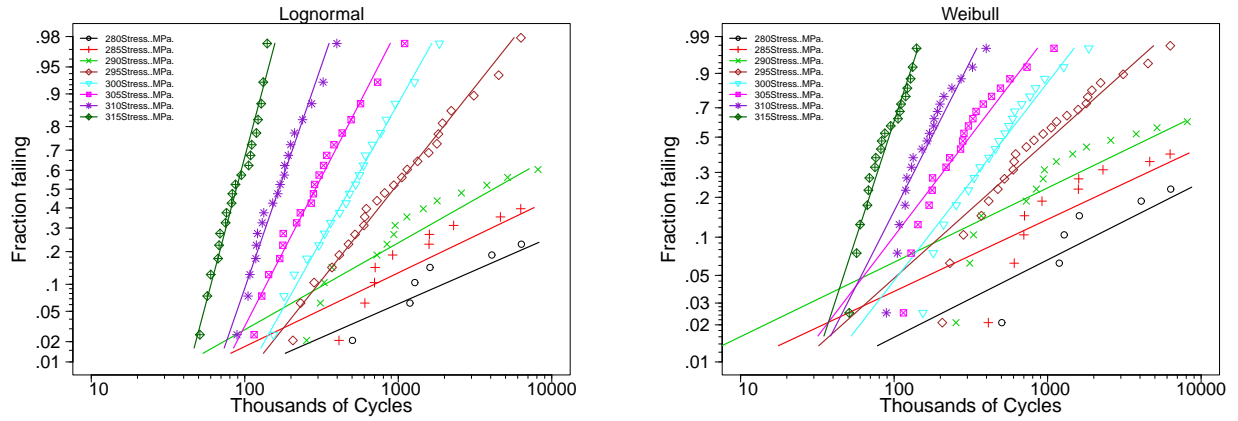 Lognormal
.98
.95
.9
.8
.7
.6
.5
.4
.3
.2
.1
.05
.02
.01
Fraction failing
280Stress..MPa.
285Stress..MPa.
290Stress..MPa.
295Stress..MPa.
300Stress..MPa.
305Stress..MPa.
310Stress..MPa.
315Stress..MPa.
10
100
1000
10000
Thousands of Cycles
Weibull
.99
.9
.7
.5
.3
.2
.1
.05
.03
.02
.01
Fraction failing
280Stress..MPa.
285Stress..MPa.
290Stress..MPa.
295Stress..MPa.
300Stress..MPa.
305Stress..MPa.
310Stress..MPa.
315Stress..MPa.
10
100
1000
10000
Thousands of Cycles